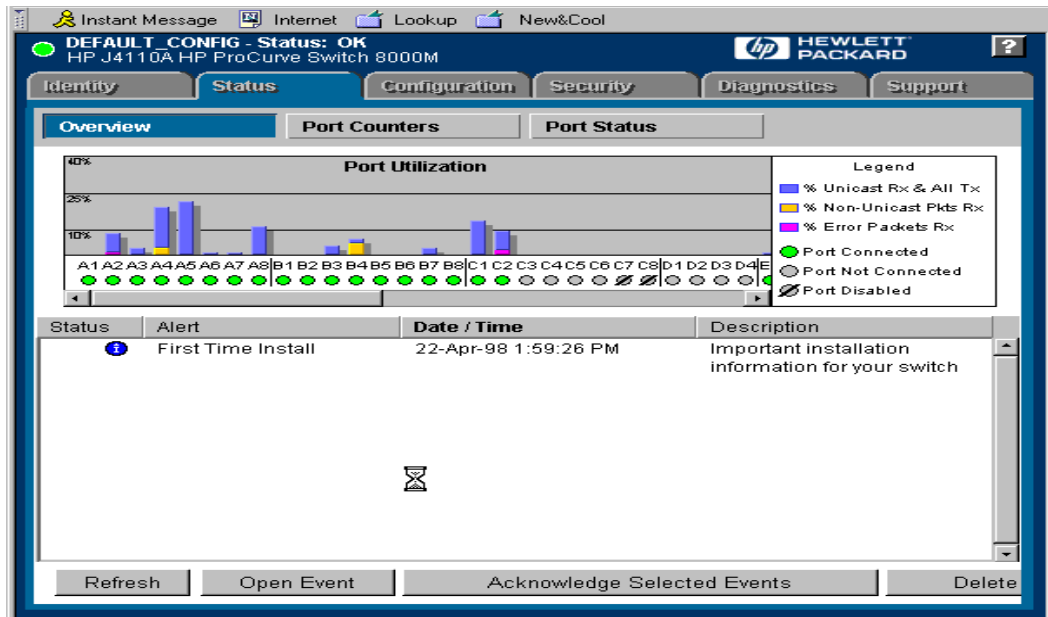 Instant Message Internet Lookup New&Cool
DEFAULT_CONFIG - Status: OK
HP J4110A HP ProCurve Switch 8000M
hp HEWLETT PACKARD
?
Identity Status Configuration Security Diagnostics Support
Overview Port Counters Port Status
Port Utilization
40%
25%
10%
A1 A2 A3 A4 A5 A6 A7 A8 B1 B2 B3 B4 B5 B6 B7 B8 C1 C2 C3 C4 C5 C6 C7 C8 D1 D2 D3 D4 E
Legend
% Unicast Rx & All Tx
% Non-Unicast Pkts Rx
% Error Packets Rx
Port Connected
Port Not Connected
Port Disabled
Status Alert Date / Time Description
First Time Install 22-Apr-98 1:59:26 PM Important installation
information for your switch
Refresh Open Event Acknowledge Selected Events Delete